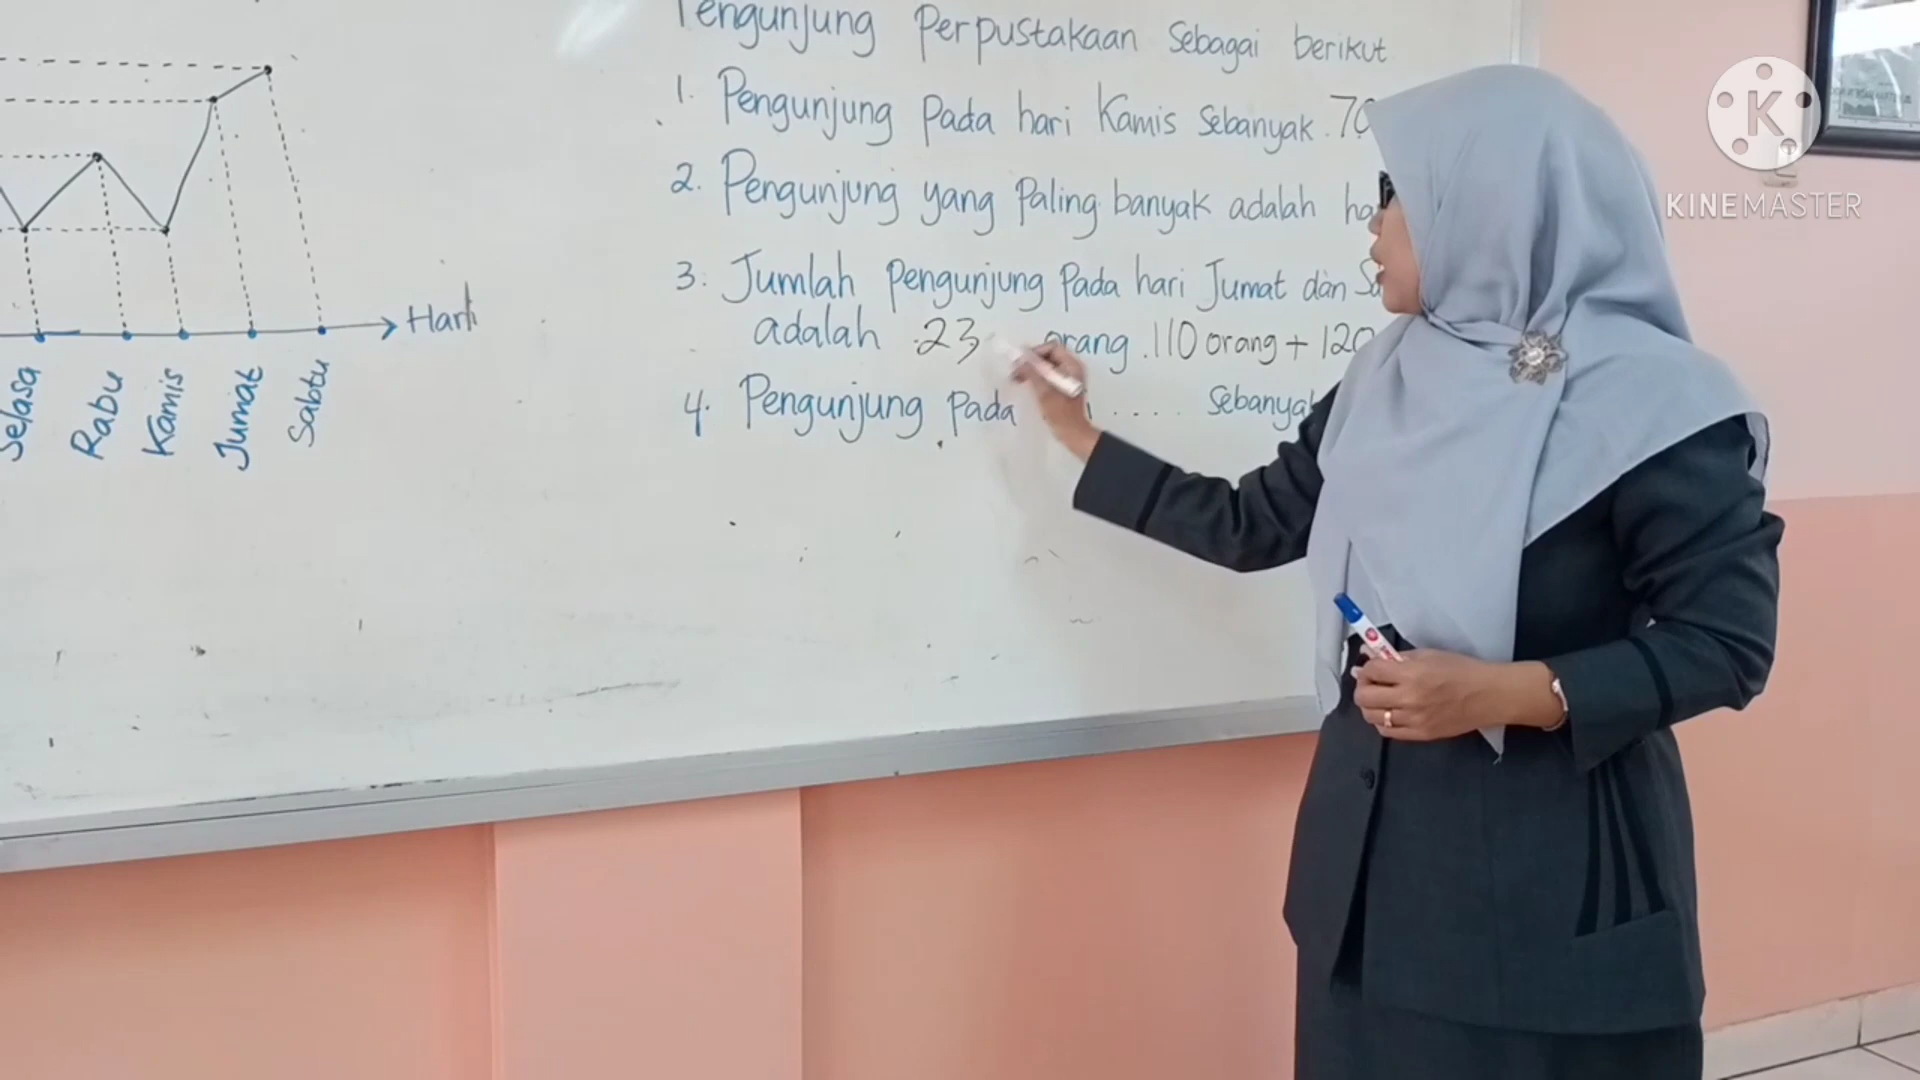 Pengunjung Perpustakaan Sebagai berikut
1. Pengunjung Pada hari Kamis Sebanyak. 70
2. Pengunjung yang Paling banyak adalah ha
3. Jumlah Pengunjung Pada hari Jumat dan Sa
adalah .23 orang .110 orang + 120
4. Pengunjung Pada .... Sebanya
Hari
Selasa
Rabu
Kamis
Jumat
Sabtu
K
KINEMASTER